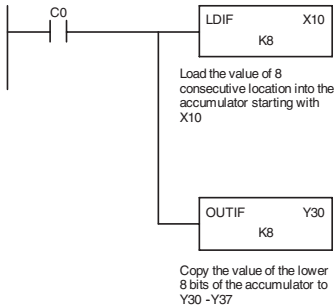 C0
LDIF X10
K8
Load the value of 8
consecutive location into the
accumulator starting with
X10
OUTIF Y30
K8
Copy the value of the lower
8 bits of the accumulator to
Y30 -Y37